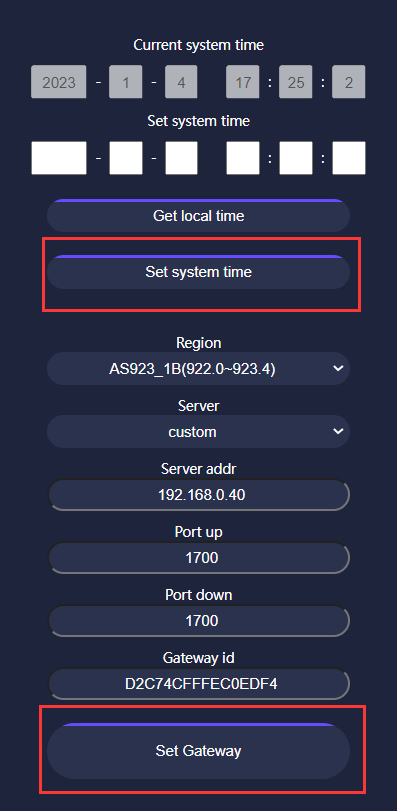 Current system time
2023 - 1 - 4 17 : 25 : 2
Set system time
- - : :
Get local time
Set system time
Region
AS923_1B(922.0~923.4)
Server
custom
Server addr
192.168.0.40
Port up
1700
Port down
1700
Gateway id
D2C74CFFFEC0EDF4
Set Gateway